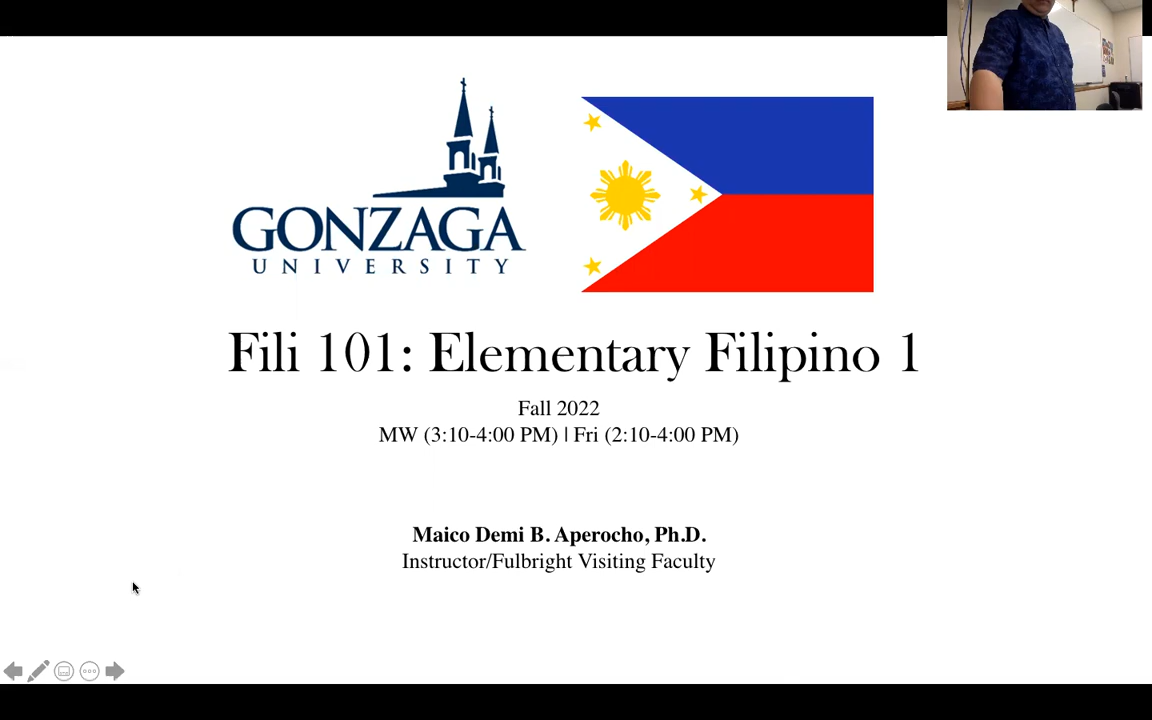 GONZAGA
UNIVERSITY
Fili 101: Elementary Filipino 1
Fall 2022
MW (3:10-4:00 PM) | Fri (2:10-4:00 PM)
Maico Demi B. Aperocho, Ph.D.
Instructor/Fulbright Visiting Faculty